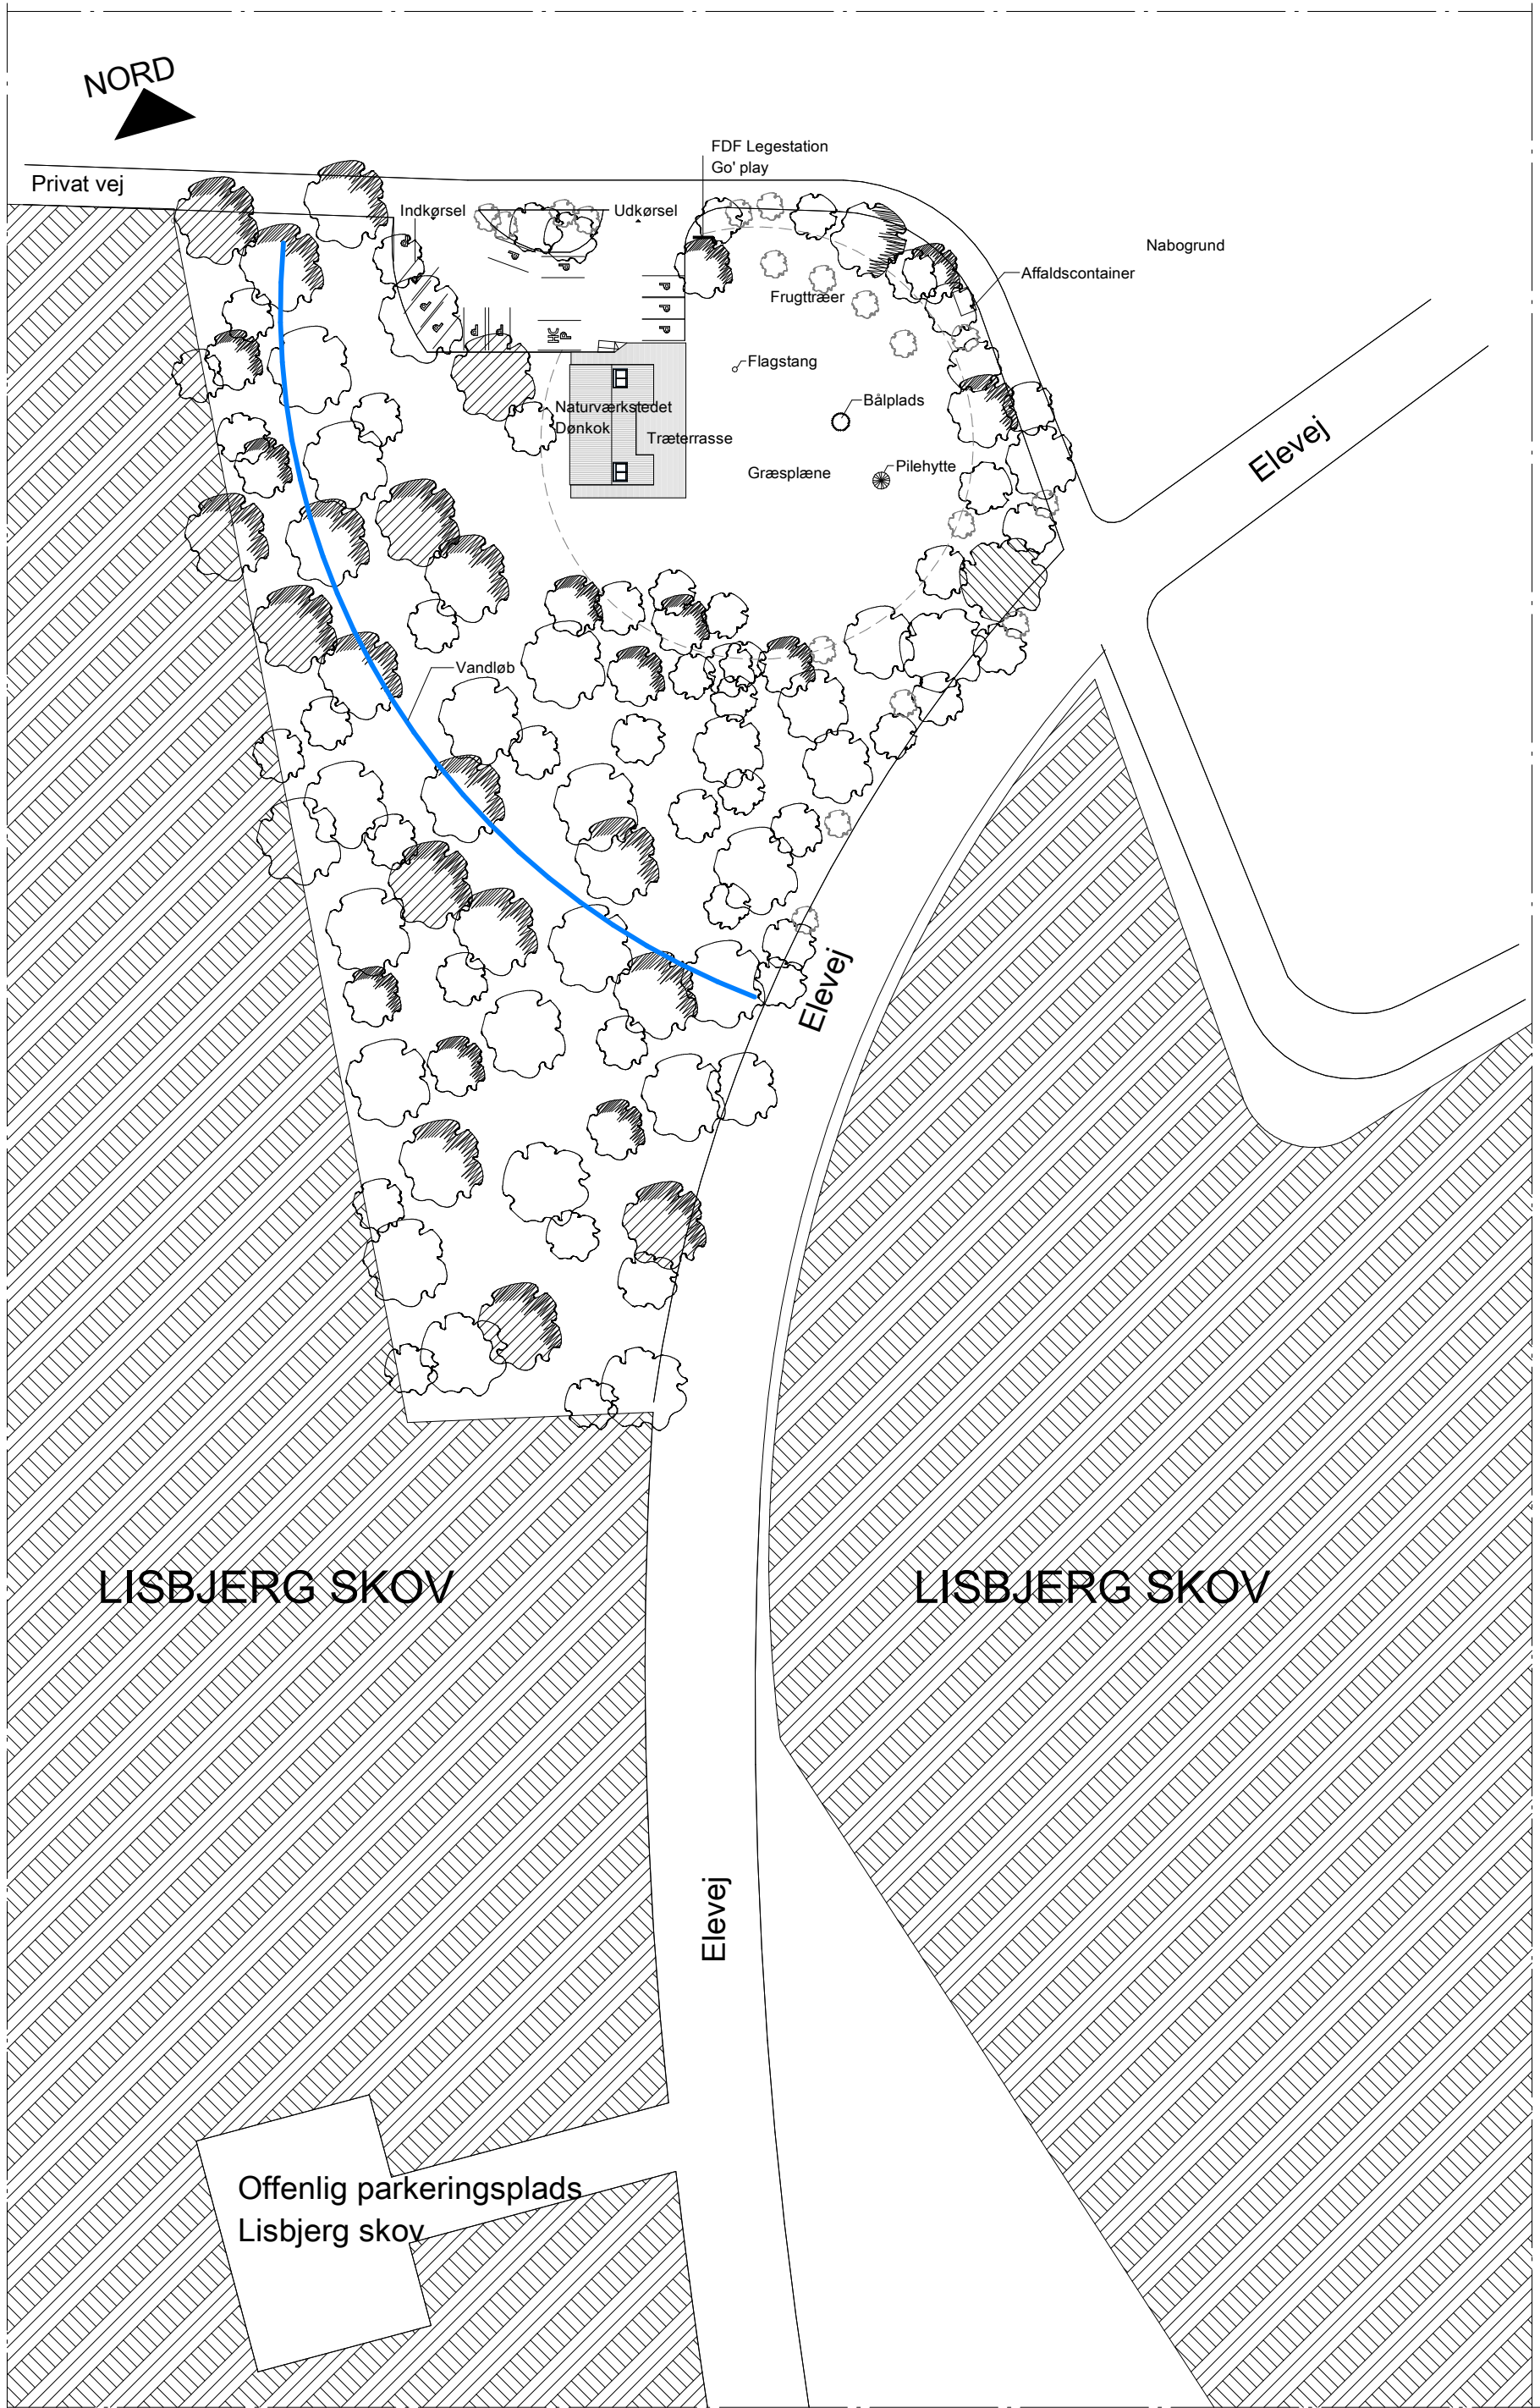 NORD
FDF Legestation
Go' play
Privat vej
Indkørsel
Udkørsel
Nabogrund
Affaldscontainer
Frugttræer
P
P
P
P
P
P
P
P
P
P
P
HC
P
Flagstang
Bålplads
Naturværkstedet
Dønkok
Træterrasse
Græsplæne
Pilehytte
Elevej
Vandløb
Elevej
LISBJERG SKOV
LISBJERG SKOV
Elevej
Offenlig parkeringsplads
Lisbjerg skov